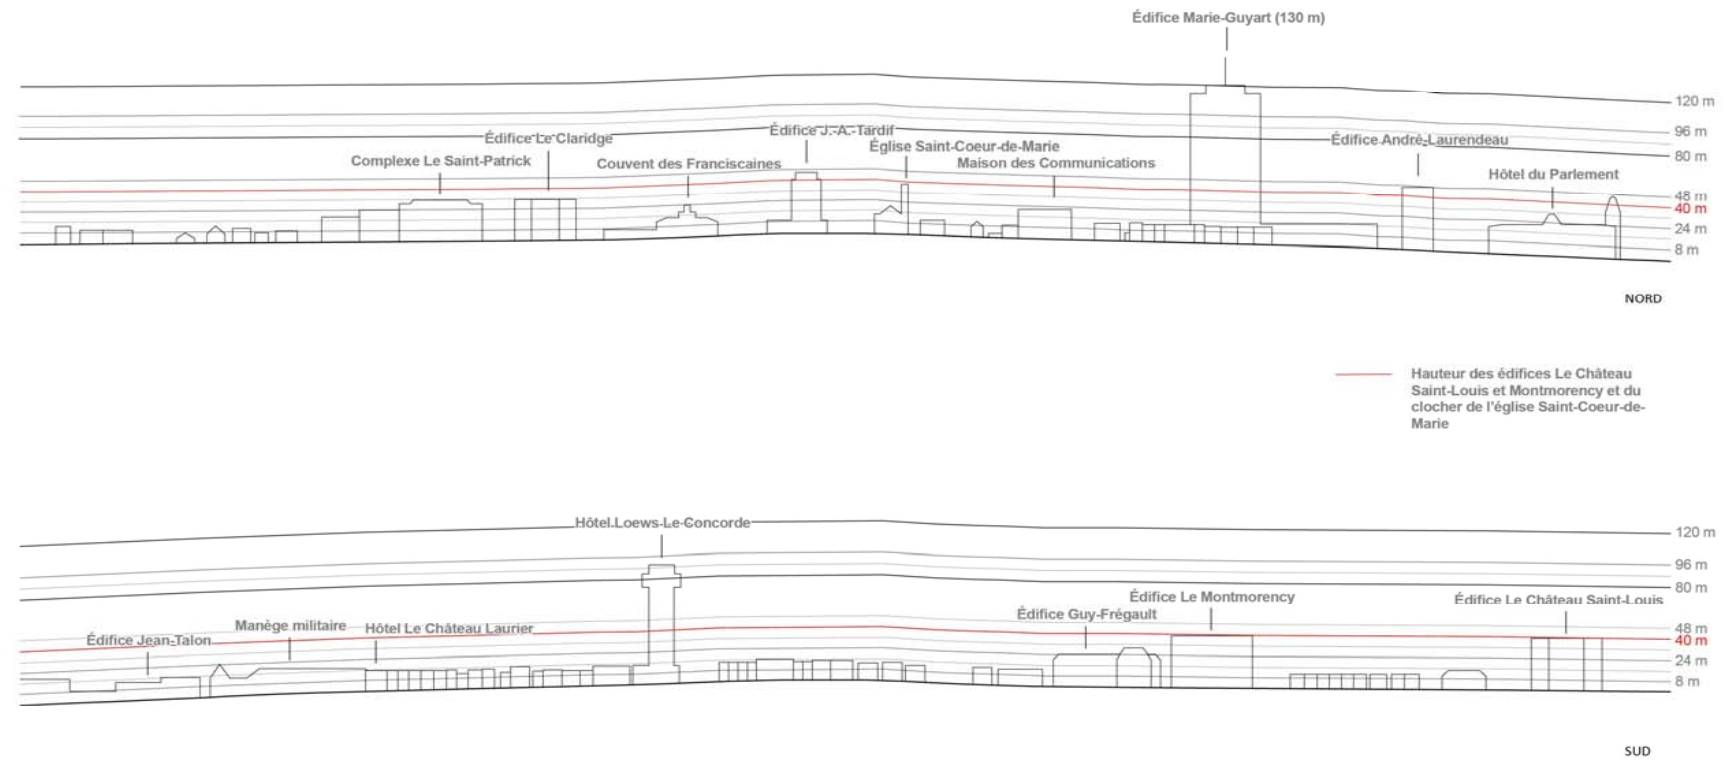 Édifice Marie-Guyart (130 m)
120 m
96 m
Édifice J.-A.-Tardif
Édifice Le Claridge
Édifice André-Laurendeau
Église Saint-Coeur-de-Marie
80 m
Complexe Le Saint-Patrick
Couvent des Franciscaines
Maison des Communications
Hôtel du Parlement
48 m
40 m
24 m
8 m
NORD
Hauteur des édifices Le Château
Saint-Louis et Montmorency et du
clocher de l'église Saint-Coeur-de-
Marie
Hôtel Loews Le Concorde
120 m
96 m
80 m
Édifice Le Montmorency
Édifice Le Château Saint-Louis
Édifice Guy-Frégault
Manège militaire
Hôtel Le Château Laurier
Édifice Jean-Talon
48 m
40 m
24 m
8 m
SUD